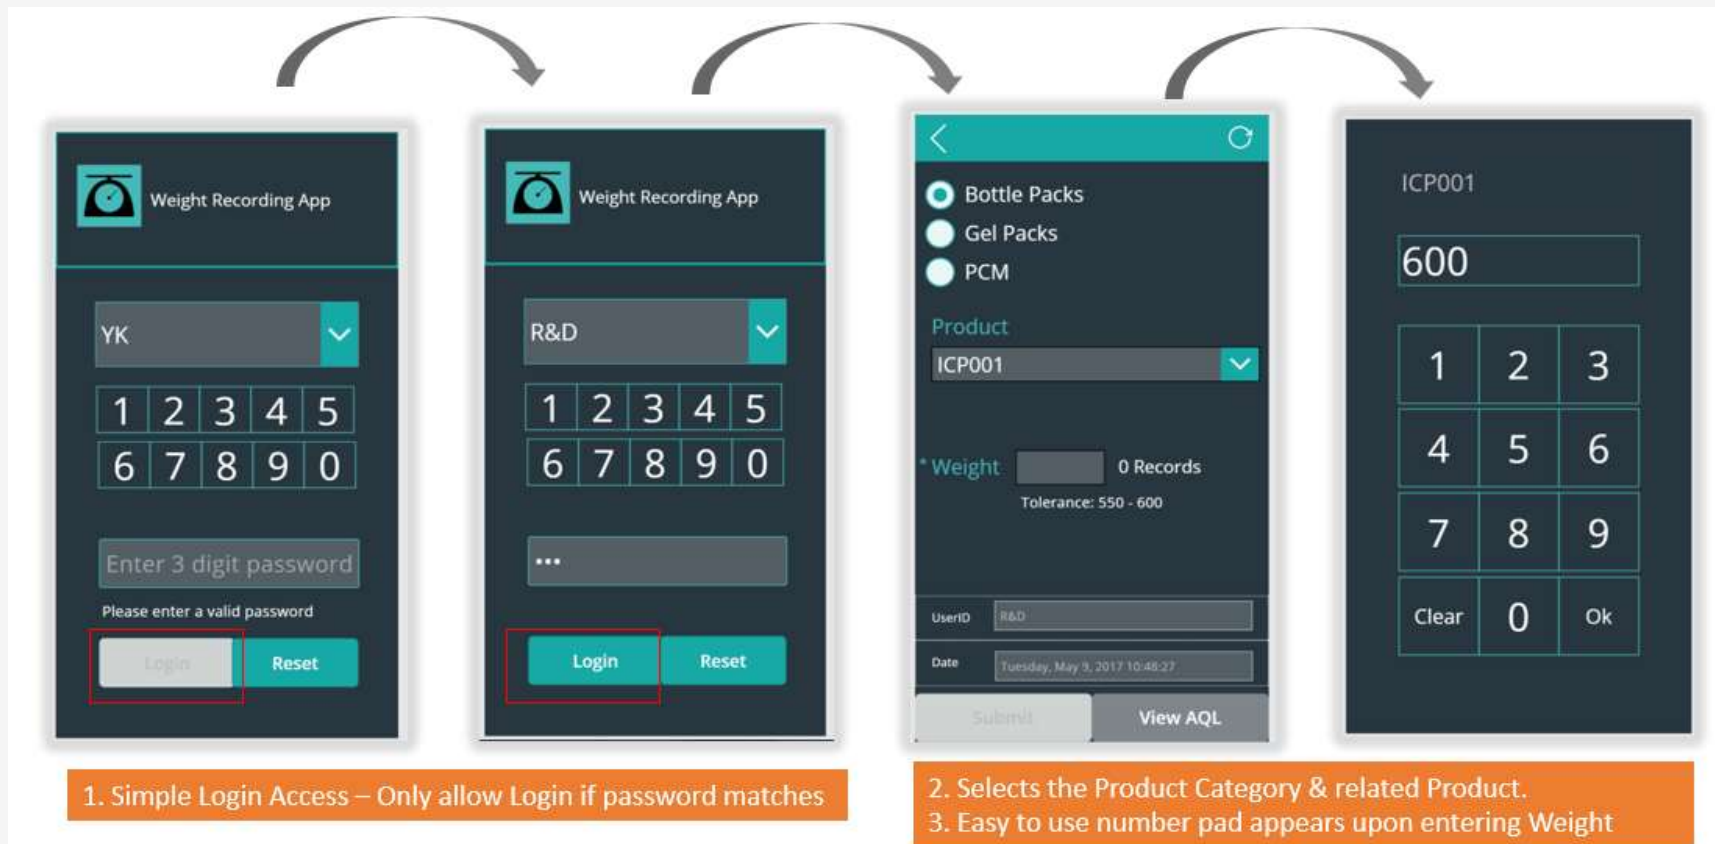 Weight Recording App
YK
1 2 3 4 5
6 7 8 9 0
Enter 3 digit password
Please enter a valid password
Login Reset
Weight Recording App
R&D
1 2 3 4 5
6 7 8 9 0
•••
Login Reset
Bottle Packs
Gel Packs
PCM
Product
ICP001
* Weight 0 Records
Tolerance: 550 - 600
UserID R&D
Date Tuesday, May 9, 2017 10:48:27
Submit View AQL
ICP001
600
1 2 3
4 5 6
7 8 9
Clear 0 Ok
1. Simple Login Access – Only allow Login if password matches
2. Selects the Product Category & related Product.
3. Easy to use number pad appears upon entering Weight